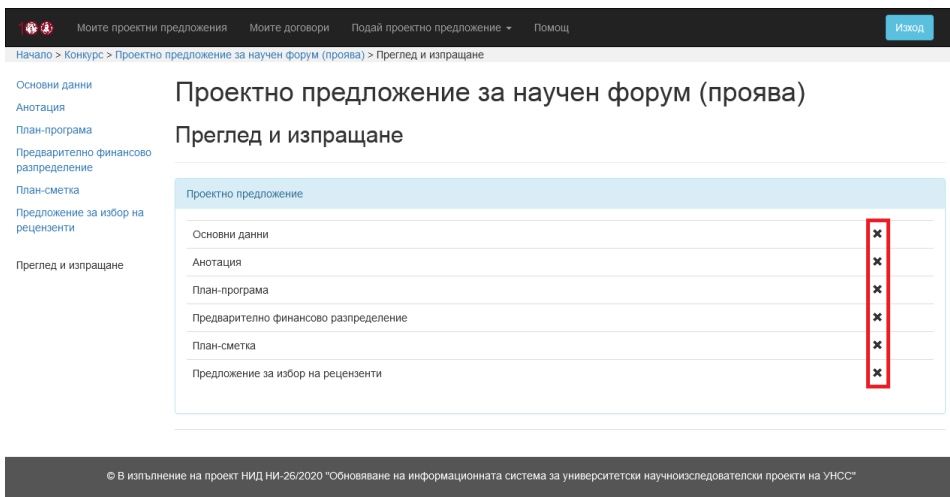 100
Моите проектни предложения Моите договори Подай проектно предложение Помощ Изход
Начало > Конкурс > Проектно предложение за научен форум (проява) > Преглед и изпращане
Основни данни
Анотация
План-програма
Предварително финансово
разпределение
План-сметка
Предложение за избор на
рецензенти
Преглед и изпращане
Проектно предложение за научен форум (проява)
Преглед и изпращане
Проектно предложение
Основни данни
Анотация
План-програма
Предварително финансово разпределение
План-сметка
Предложение за избор на рецензенти
© В изпълнение на проект НИД НИ-26/2020 "Обновяване на информационната система за университетски научноизследователски проекти на УНСС"